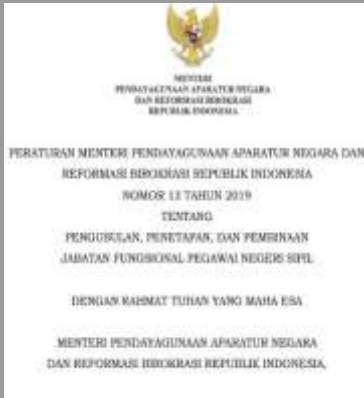 MENTERI
PENDAYAGUNAAN APARATUR NEGARA
DAN REFORMASI BIROKRASI
REPUBLIK INDONESIA
PERATURAN MENTERI PENDAYAGUNAAN APARATUR NEGARA DAN
REFORMASI BIROKRASI REPUBLIK INDONESIA
NOMOR 13 TAHUN 2019
TENTANG
PENGUSULAN, PENETAPAN, DAN PEMBINAAN
JABATAN FUNGSIONAL PEGAWAI NEGERI SIPIL
DENGAN RAHMAT TUHAN YANG MAHA ESA
MENTERI PENDAYAGUNAAN APARATUR NEGARA
DAN REFORMASI BIROKRASI REPUBLIK INDONESIA,